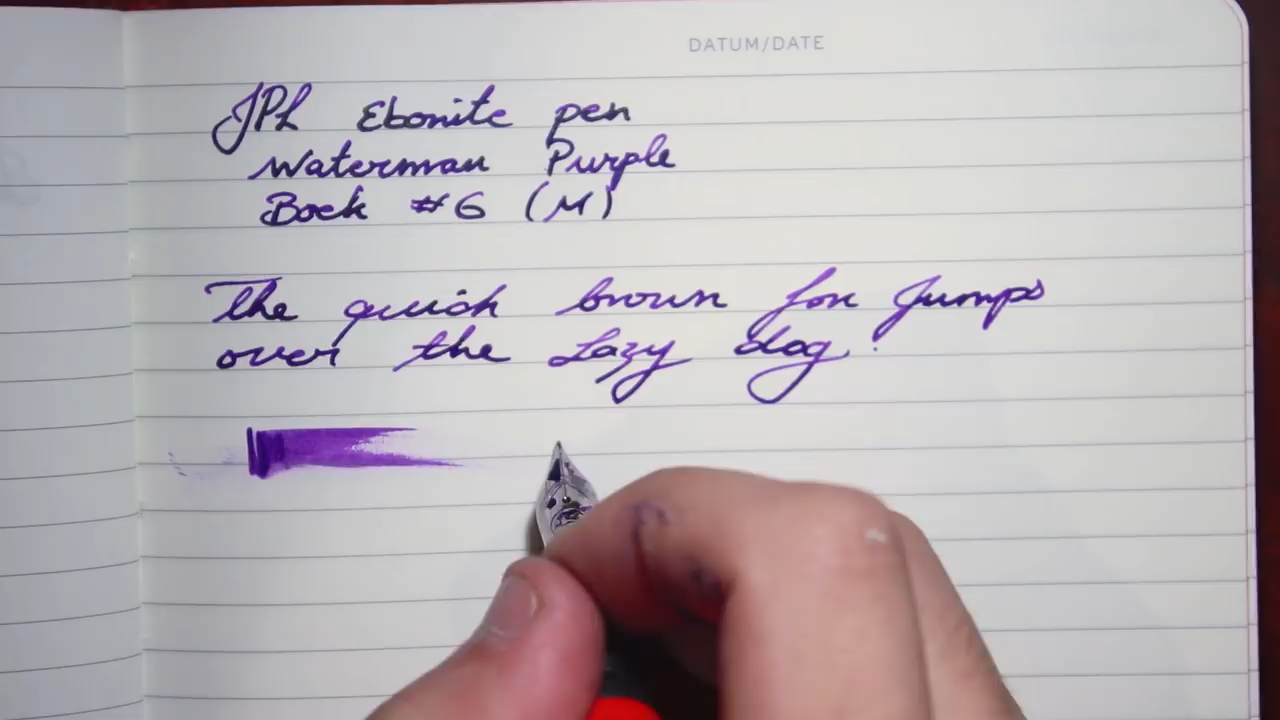 DATUM/DATE
JPL Ebonite pen
Waterman Purple
Bock #6 (M)
The quick brown fox Jumps
over the Lazy dog.